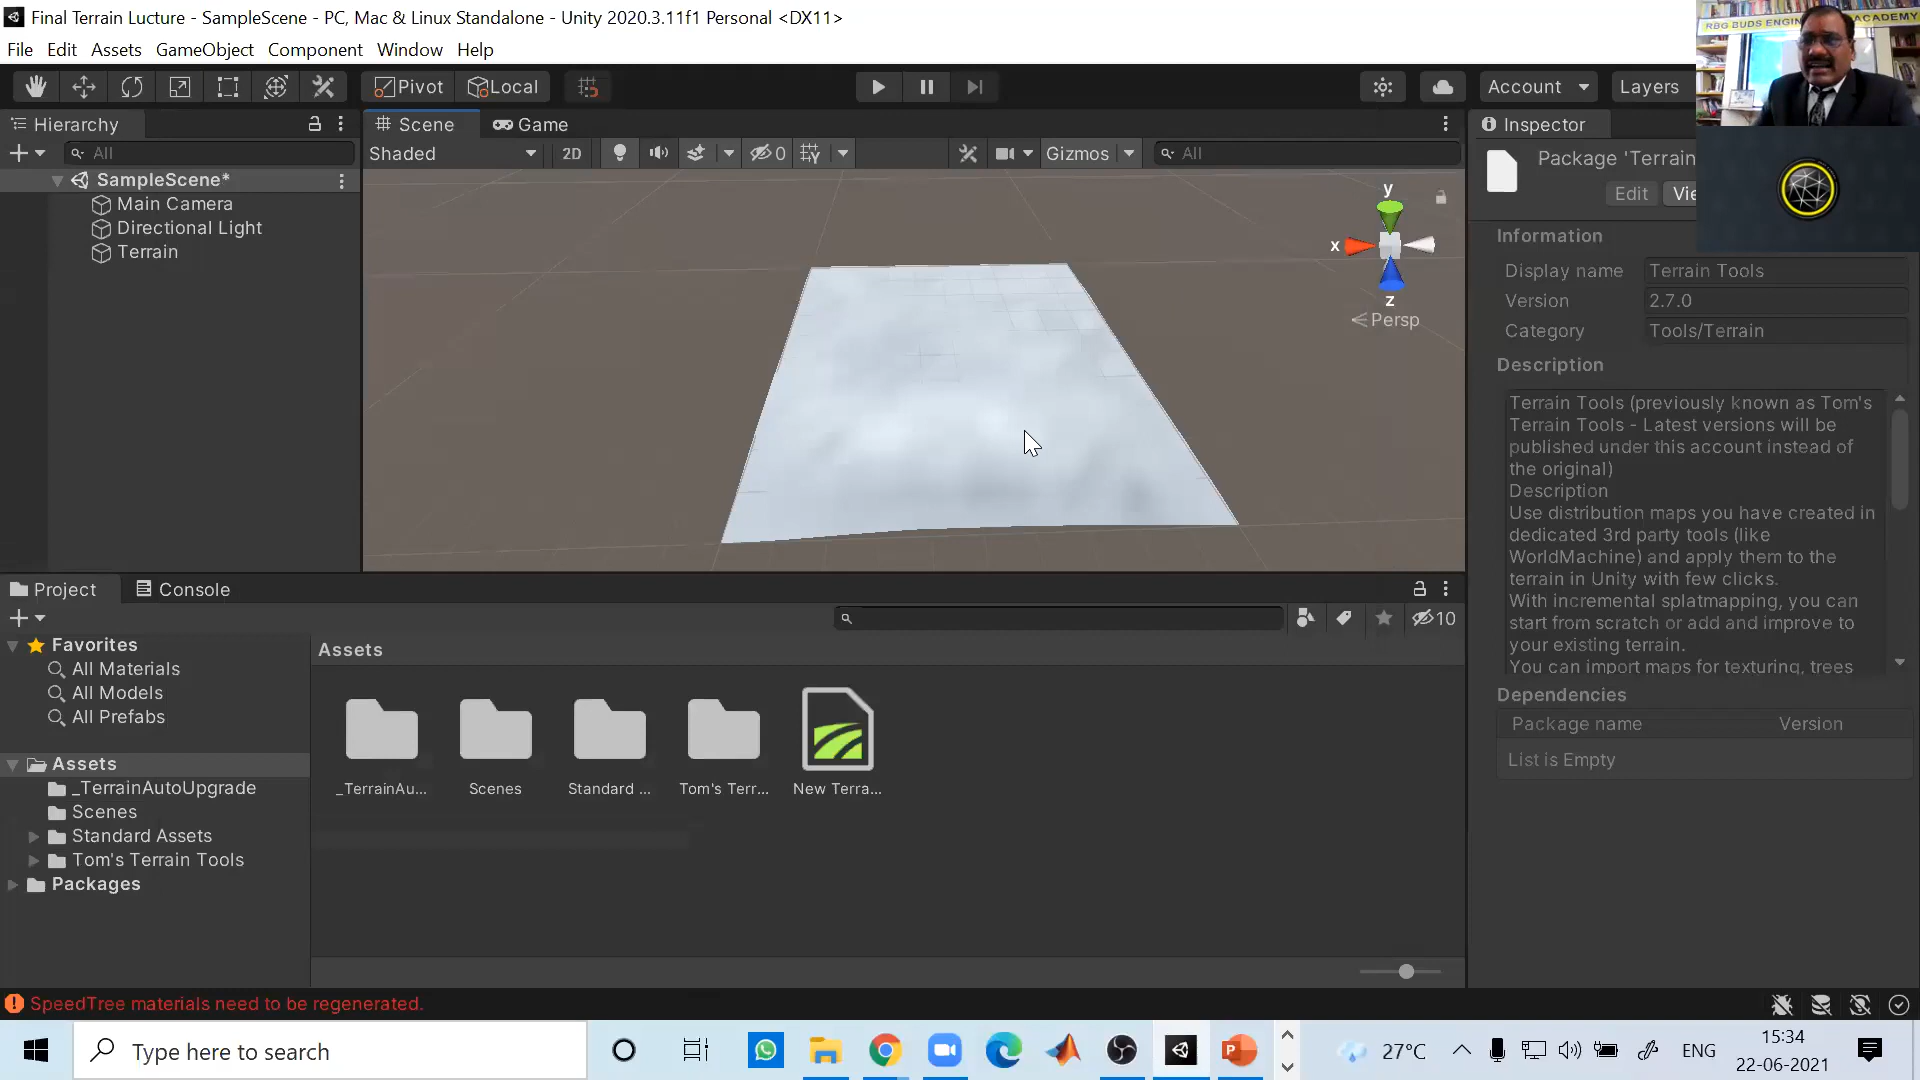 Final Terrain Lucture - SampleScene - PC, Mac & Linux Standalone - Unity 2020.3.11f1 Personal <DX11>
File Edit Assets GameObject Component Window Help
Pivot Local Account Layers
Hierarchy
All
SampleScene*
Main Camera
Directional Light
Terrain
Scene Game
Shaded 2D 0 Gizmos All
y
x
z
Persp
Inspector
Package 'Terrain
Edit Vie
Information
Display name Terrain Tools
Version 2.7.0
Category Tools/Terrain
Description
Terrain Tools (previously known as Tom's
Terrain Tools - Latest versions will be
published under this account instead of
the original)
Description
Use distribution maps you have created in
dedicated 3rd party tools (like
WorldMachine) and apply them to the
terrain in Unity with few clicks.
With incremental splatmapping, you can
start from scratch or add and improve to
your existing terrain.
You can import maps for texturing, trees
Dependencies
Package name Version
List is Empty
RBG BUDS ENGIN ACADEMY
Project Console
10
Favorites
All Materials
All Models
All Prefabs
Assets
_TerrainAutoUpgrade
Scenes
Standard Assets
Tom's Terrain Tools
Packages
Assets
_TerrainAu... Scenes Standard ... Tom's Terr... New Terra...
SpeedTree materials need to be regenerated.
Type here to search
27°C ENG
15:34
22-06-2021